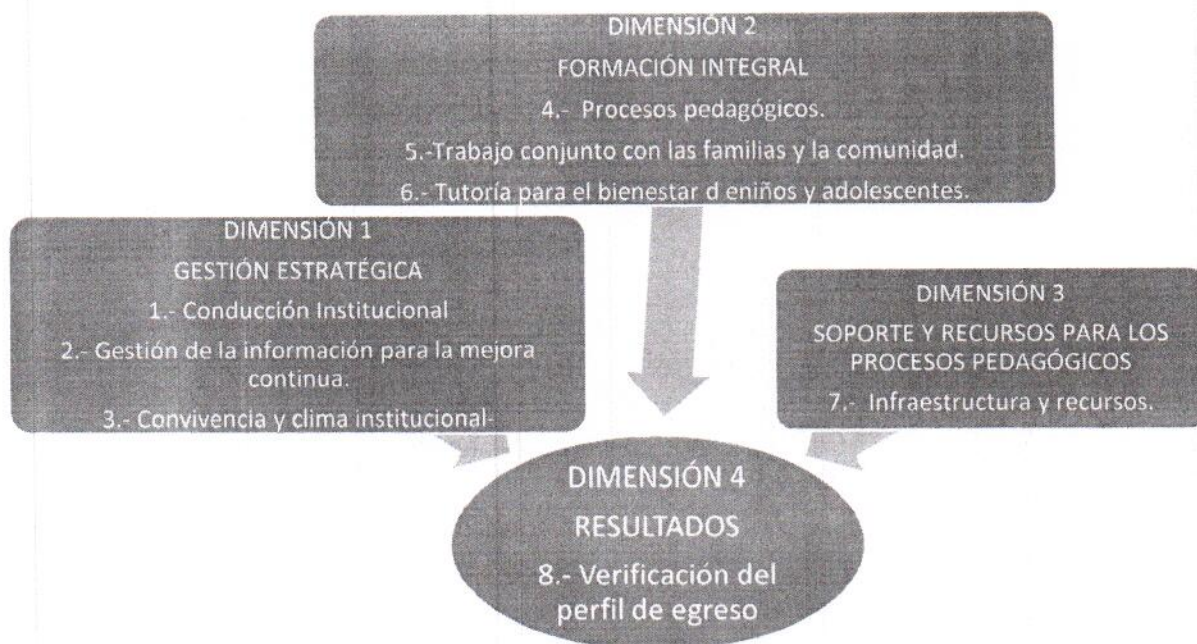 DIMENSIÓN 2
FORMACIÓN INTEGRAL
4.- Procesos pedagógicos.
5.-Trabajo conjunto con las familias y la comunidad.
6.- Tutoría para el bienestar d eniños y adolescentes.
DIMENSIÓN 1
GESTIÓN ESTRATÉGICA
1.- Conducción Institucional
2.- Gestión de la información para la mejora
continua.
3.- Convivencia y clima institucional-
DIMENSIÓN 3
SOPORTE Y RECURSOS PARA LOS
PROCESOS PEDAGÓGICOS
7.- Infraestructura y recursos.
DIMENSIÓN 4
RESULTADOS
8.- Verificación del
perfil de egreso